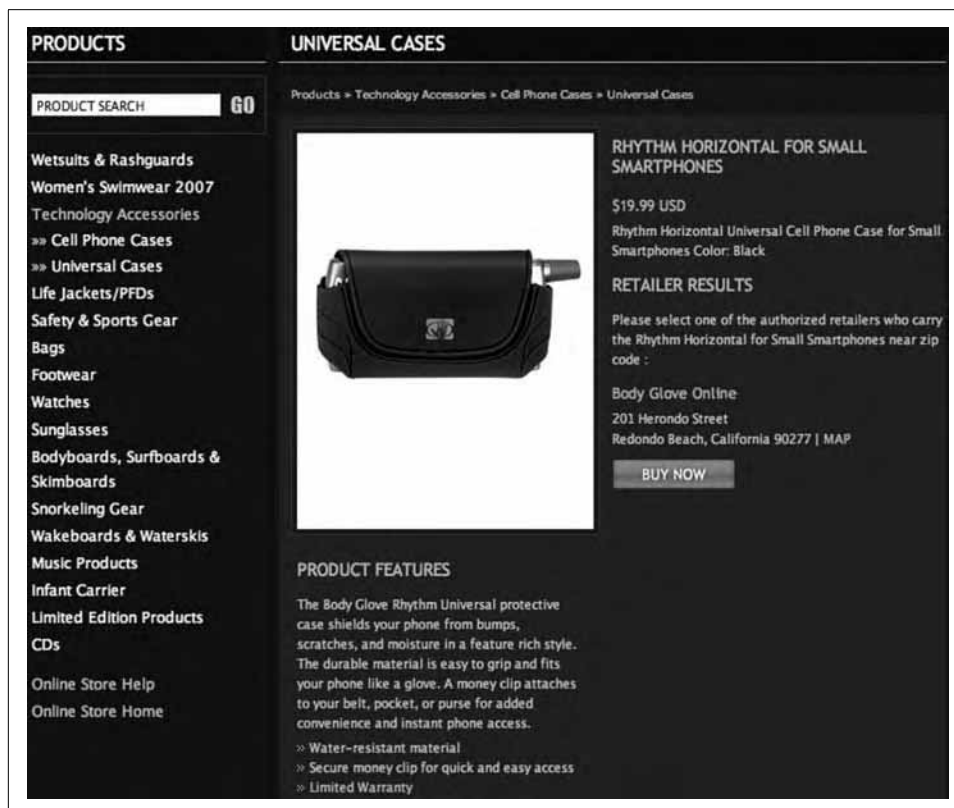 PRODUCTS
PRODUCT SEARCH
GO
Wetsuits & Rashguards
Women's Swimwear 2007
Technology Accessories
»» Cell Phone Cases
»» Universal Cases
Life Jackets/PFDs
Safety & Sports Gear
Bags
Footwear
Watches
Sunglasses
Bodyboards, Surfboards &
Skimboards
Snorkeling Gear
Wakeboards & Waterskis
Music Products
Infant Carrier
Limited Edition Products
CDs
Online Store Help
Online Store Home
UNIVERSAL CASES
Products » Technology Accessories » Cell Phone Cases » Universal Cases
RHYTHM HORIZONTAL FOR SMALL
SMARTPHONES
$19.99 USD
Rhythm Horizontal Universal Cell Phone Case for Small
Smartphones Color: Black
RETAILER RESULTS
Please select one of the authorized retailers who carry
the Rhythm Horizontal for Small Smartphones near zip
code :
Body Glove Online
201 Herondo Street
Redondo Beach, California 90277 | MAP
BUY NOW
PRODUCT FEATURES
The Body Glove Rhythm Universal protective
case shields your phone from bumps,
scratches, and moisture in a feature rich style.
The durable material is easy to grip and fits
your phone like a glove. A money clip attaches
to your belt, pocket, or purse for added
convenience and instant phone access.
» Water-resistant material
» Secure money clip for quick and easy access
» Limited Warranty